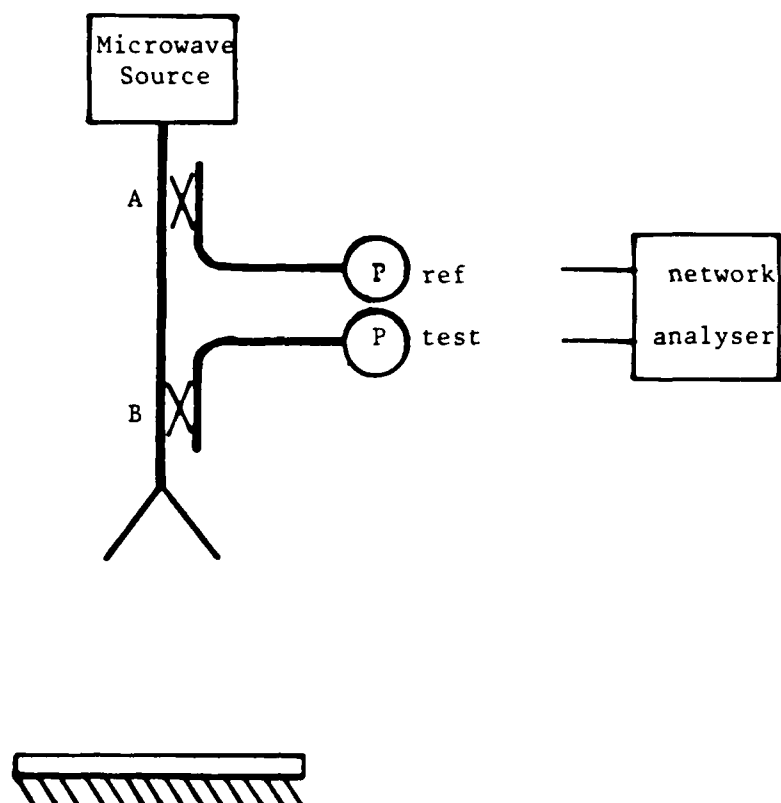 Microwave
Source
A
P ref
network
P test
analyser
B